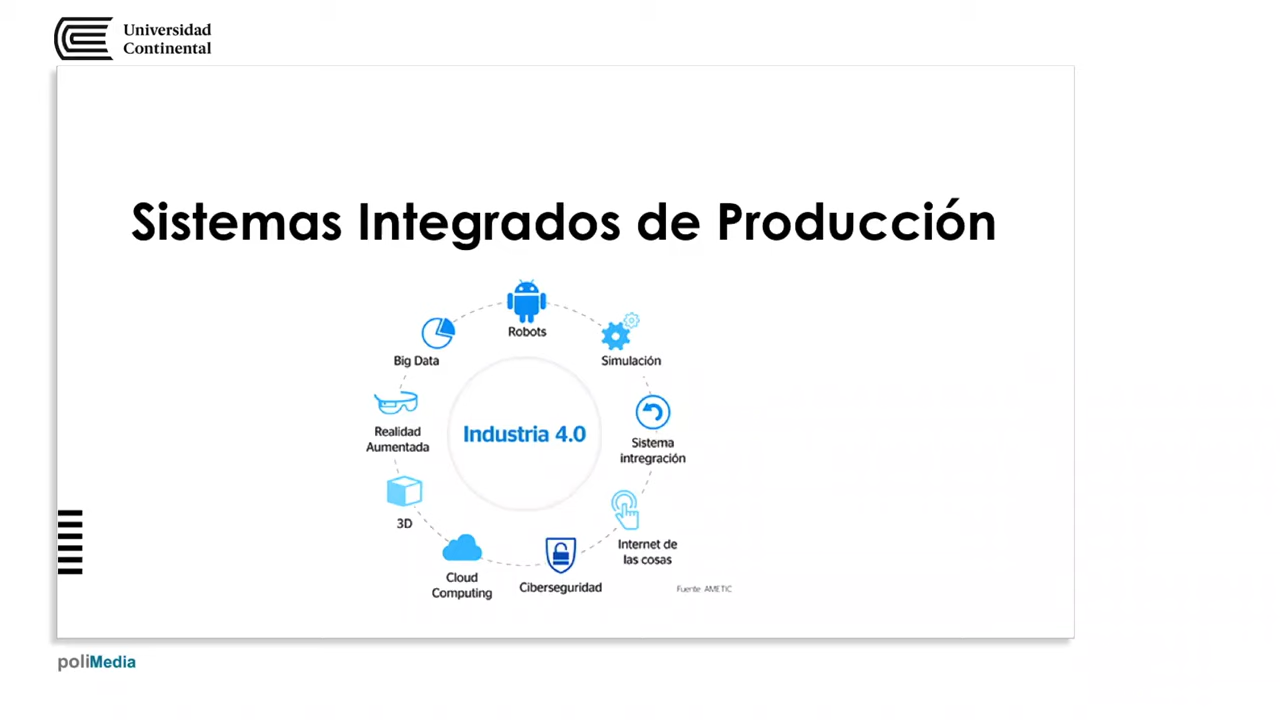 Universidad
Continental
Sistemas Integrados de Producción
Robots
Big Data
Simulación
Realidad
Aumentada
Industria 4.0
Sistema
intregración
3D
Internet de
las cosas
Cloud
Computing
Ciberseguridad
Fuente AMETIC
poliMedia